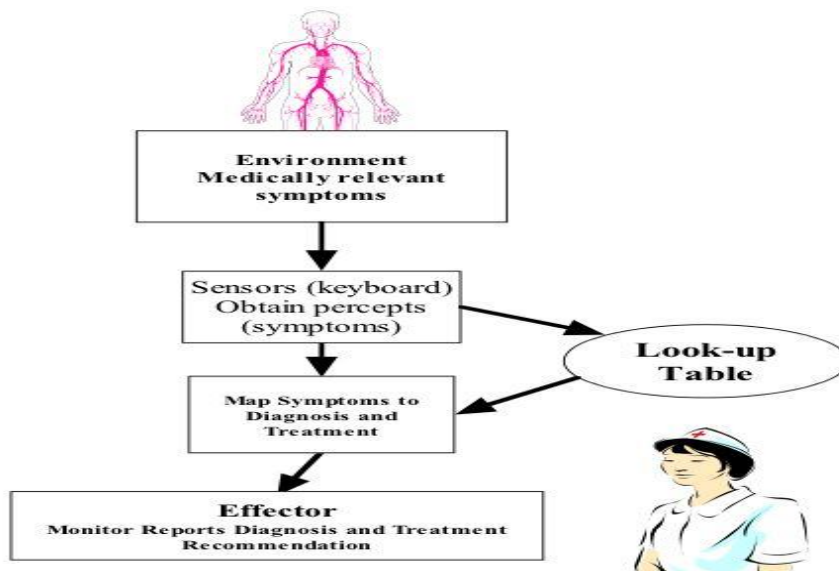 Environment
Medically relevant
symptoms
Sensors (keyboard)
Obtain percepts
(symptoms)
Look-up
Table
Map Symptoms to
Diagnosis and
Treatment
Effector
Monitor Reports Diagnosis and Treatment
Recommendation